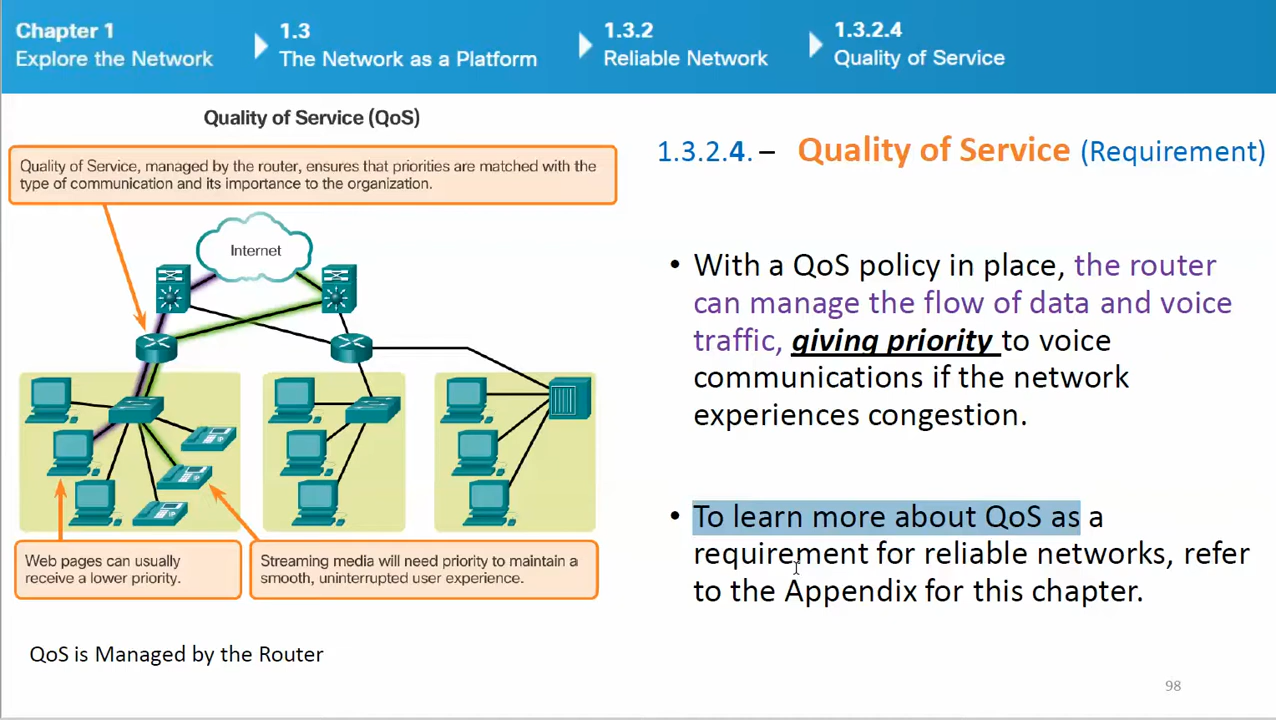 Chapter 1
Explore the Network
1.3
The Network as a Platform
1.3.2
Reliable Network
1.3.2.4
Quality of Service
Quality of Service (QoS)
Quality of Service, managed by the router, ensures that priorities are matched with the
type of communication and its importance to the organization.
Internet
Web pages can usually
receive a lower priority.
Streaming media will need priority to maintain a
smooth, uninterrupted user experience.
QoS is Managed by the Router
1.3.2.4. – Quality of Service (Requirement)
• With a QoS policy in place, the router
can manage the flow of data and voice
traffic, giving priority to voice
communications if the network
experiences congestion.
• To learn more about QoS as a
requirement for reliable networks, refer
to the Appendix for this chapter.
98